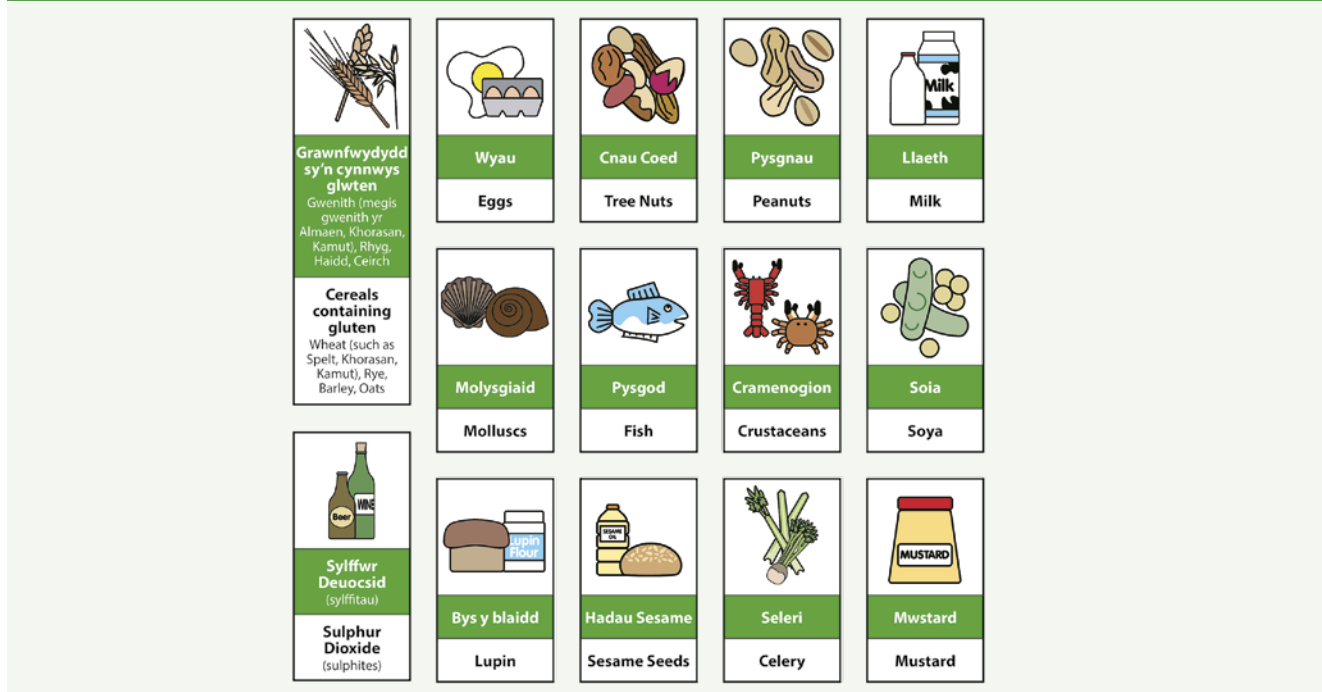 Grawnfwydydd
sy'n cynnwys
glwten
Gwenith (megis
gwenith yr
Almaen, Khorasan,
Kamut), Rhyg,
Haidd, Ceirch
Cereals
containing
gluten
Wheat (such as
Spelt, Khorasan,
Kamut), Rye,
Barley, Oats
Wyau
Eggs
Cnau Coed
Tree Nuts
Pysgnau
Peanuts
Milk
Llaeth
Milk
Molysgiaid
Molluscs
Pysgod
Fish
Cramenogion
Crustaceans
Soia
Soya
Beer
WINE
Sylffwr
Deuocsid
(sylffitau)
Sulphur
Dioxide
(sulphites)
Lupin
Flour
Bys y blaidd
Lupin
SESAME
OIL
Hadau Sesame
Sesame Seeds
Seleri
Celery
MUSTARD
Mwstard
Mustard